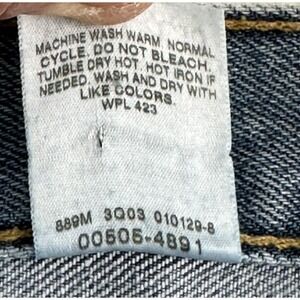 MACHINE WASH WARM. NORMAL
CYCLE. DO NOT BLEACH.
TUMBLE DRY HOT. HOT IRON IF
NEEDED. WASH AND DRY WITH
LIKE COLORS.
WPL 423
889M 3Q03 010129-8
00505-4891